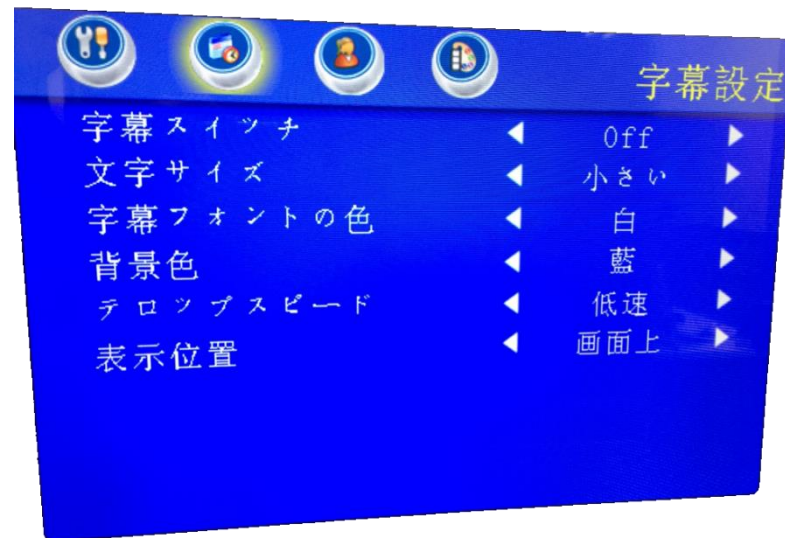 字幕設定
字幕スイッチ ◀ Off ▶
文字サイズ ◀ 小さい ▶
字幕フォントの色 ◀ 白 ▶
背景色 ◀ 藍 ▶
テロップスピード ◀ 低速 ▶
表示位置 ◀ 画面上 ▶